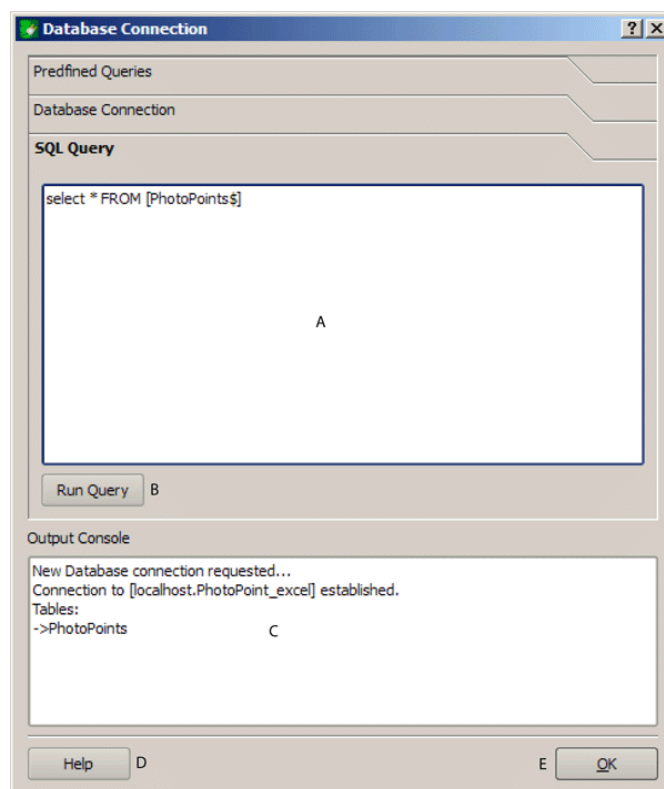 Database Connection
Predfined Queries
Database Connection
SQL Query
select * FROM [PhotoPoints$]
A
Run Query B
Output Console
New Database connection requested...
Connection to [localhost.PhotoPoint_excel] established.
Tables:
->PhotoPoints
C
Help D E OK